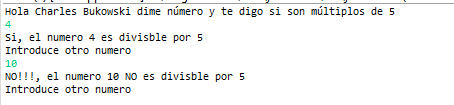 Hola Charles Bukowski dime número y te digo si son múltiplos de 5
4
Si, el numero 4 es divisble por 5
Introduce otro numero
10
NO!!!, el numero 10 NO es divisble por 5
Introduce otro numero